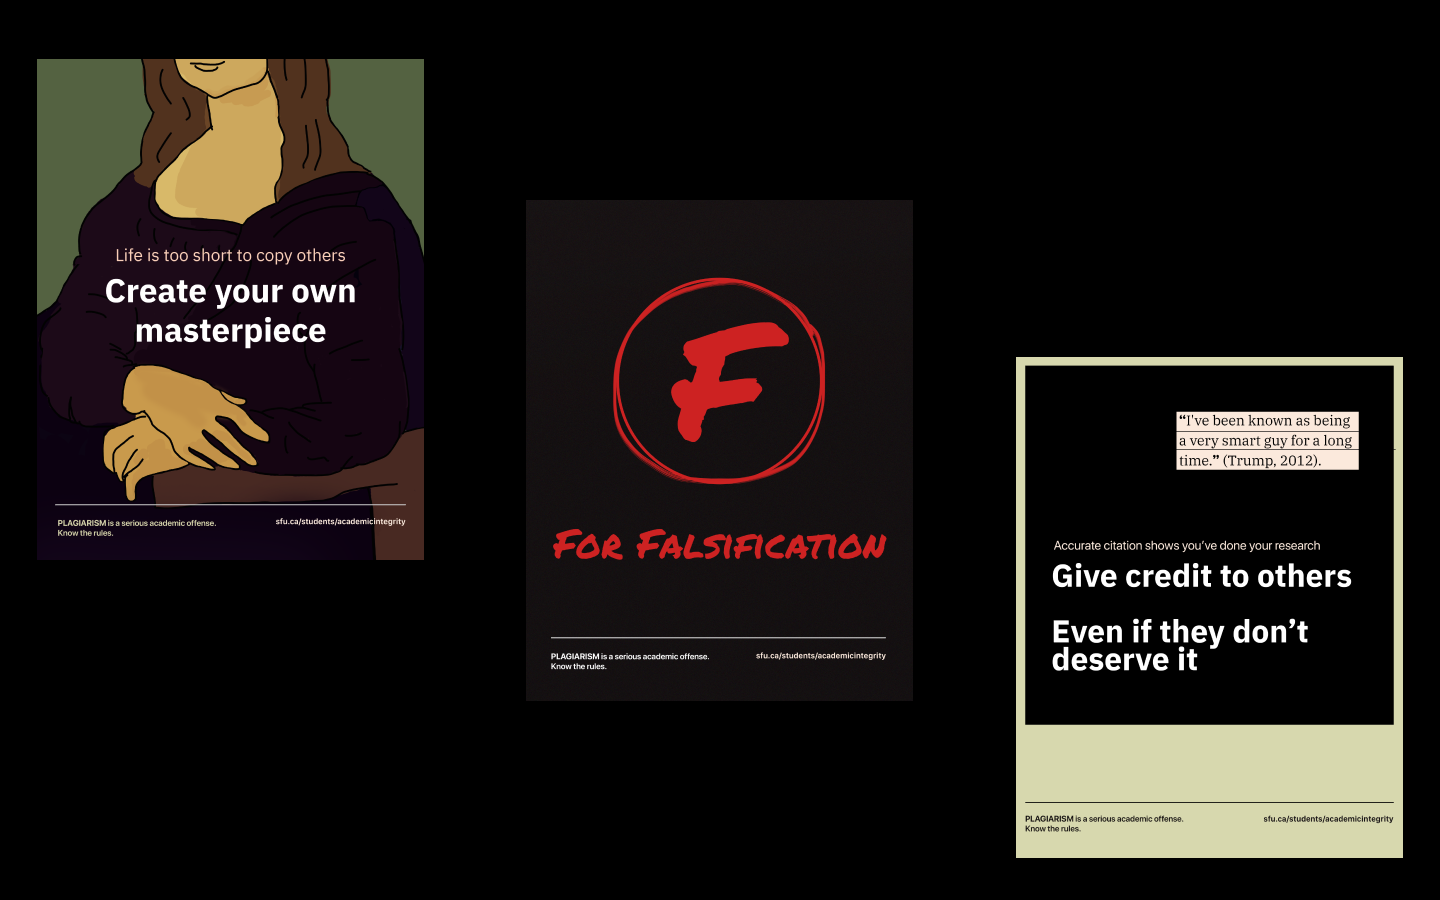 Life is too short to copy others
Create your own
masterpiece
PLAGIARISM is a serious academic offense.
Know the rules.
sfu.ca/students/academicintegrity
F
For Falsification
PLAGIARISM is a serious academic offense.
Know the rules.
sfu.ca/students/academicintegrity
“I've been known as being
a very smart guy for a long
time.” (Trump, 2012).
Accurate citation shows you’ve done your research
Give credit to others
Even if they don’t
deserve it
PLAGIARISM is a serious academic offense.
Know the rules.
sfu.ca/students/academicintegrity